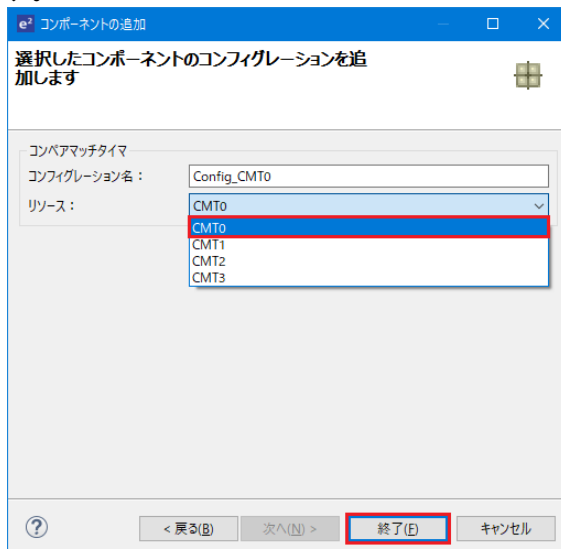 e² コンポーネントの追加
選択したコンポーネントのコンフィグレーションを追
加します
コンペアマッチタイマ
コンフィグレーション名： Config_CMT0
リソース： CMT0
CMT0
CMT1
CMT2
CMT3
?
< 戻る(B) 次へ(N) > 終了(F) キャンセル